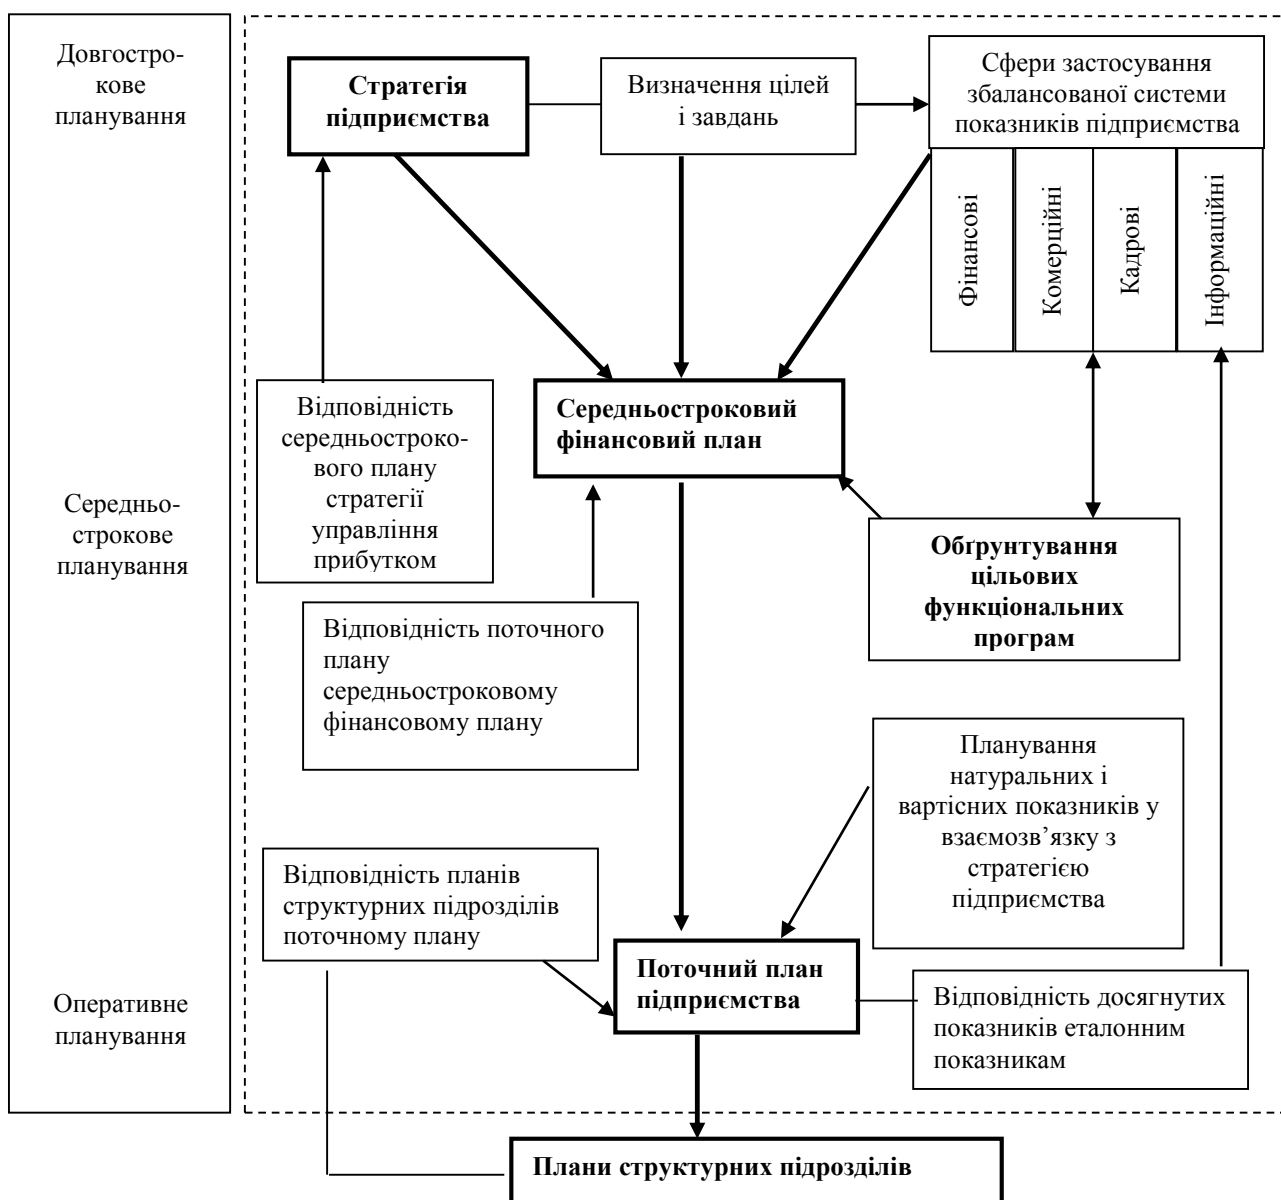 Довгостро-
кове
планування
Стратегія
підприємства
Визначення цілей
і завдань
Сфери застосування
збалансованої системи
показників підприємства
Фінансові
Комерційні
Кадрові
Інформаційні
Середньо-
строкове
планування
Відповідність
середньостроко-
вого плану
стратегії
управління
прибутком
Середньостроковий
фінансовий план
Обґрунтування
цільових
функціональних
програм
Відповідність поточного
плану
середньостроковому
фінансовому плану
Планування
натуральних і
вартісних показників у
взаємозв’язку з
стратегією
підприємства
Відповідність планів
структурних підрозділів
поточному плану
Оперативне
планування
Поточний план
підприємства
Відповідність досягнутих
показників еталонним
показникам
Плани структурних підрозділів